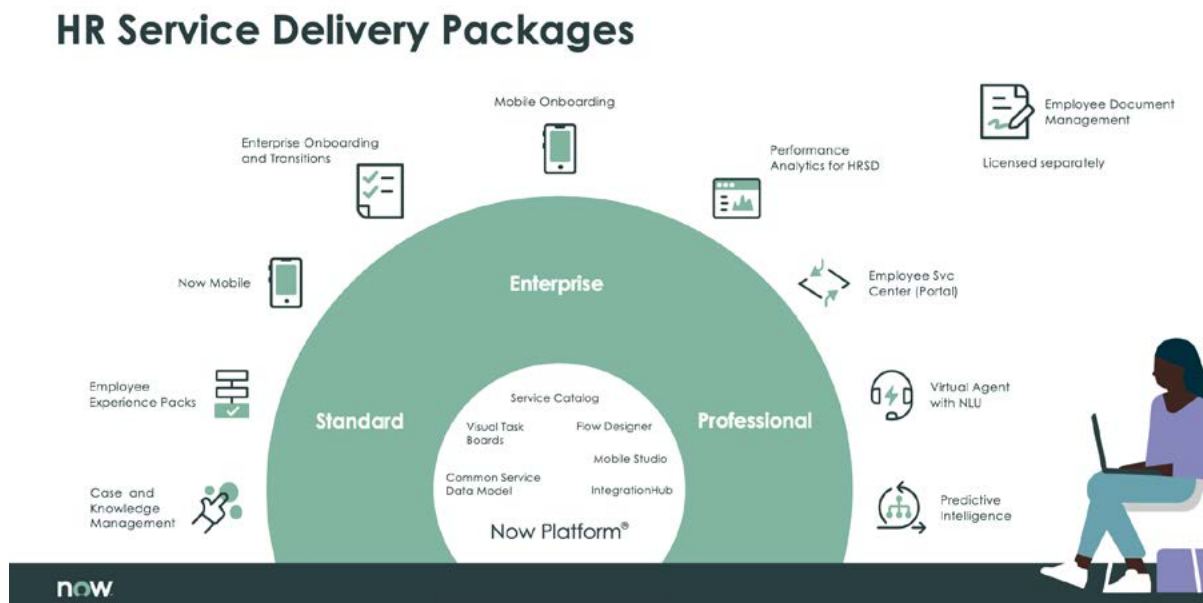 HR Service Delivery Packages
Mobile Onboarding
Employee Document
Management
Licensed separately
Enterprise Onboarding
and Transitions
Performance
Analytics for HRSD
Now Mobile
Enterprise
Employee Svc
Center (Portal)
Employee
Experience Packs
Virtual Agent
with NLU
Standard
Professional
Service Catalog
Visual Task
Boards
Flow Designer
Mobile Studio
Common Service
Data Model
IntegrationHub
Now Platform®
Case and
Knowledge
Management
Predictive
Intelligence
now